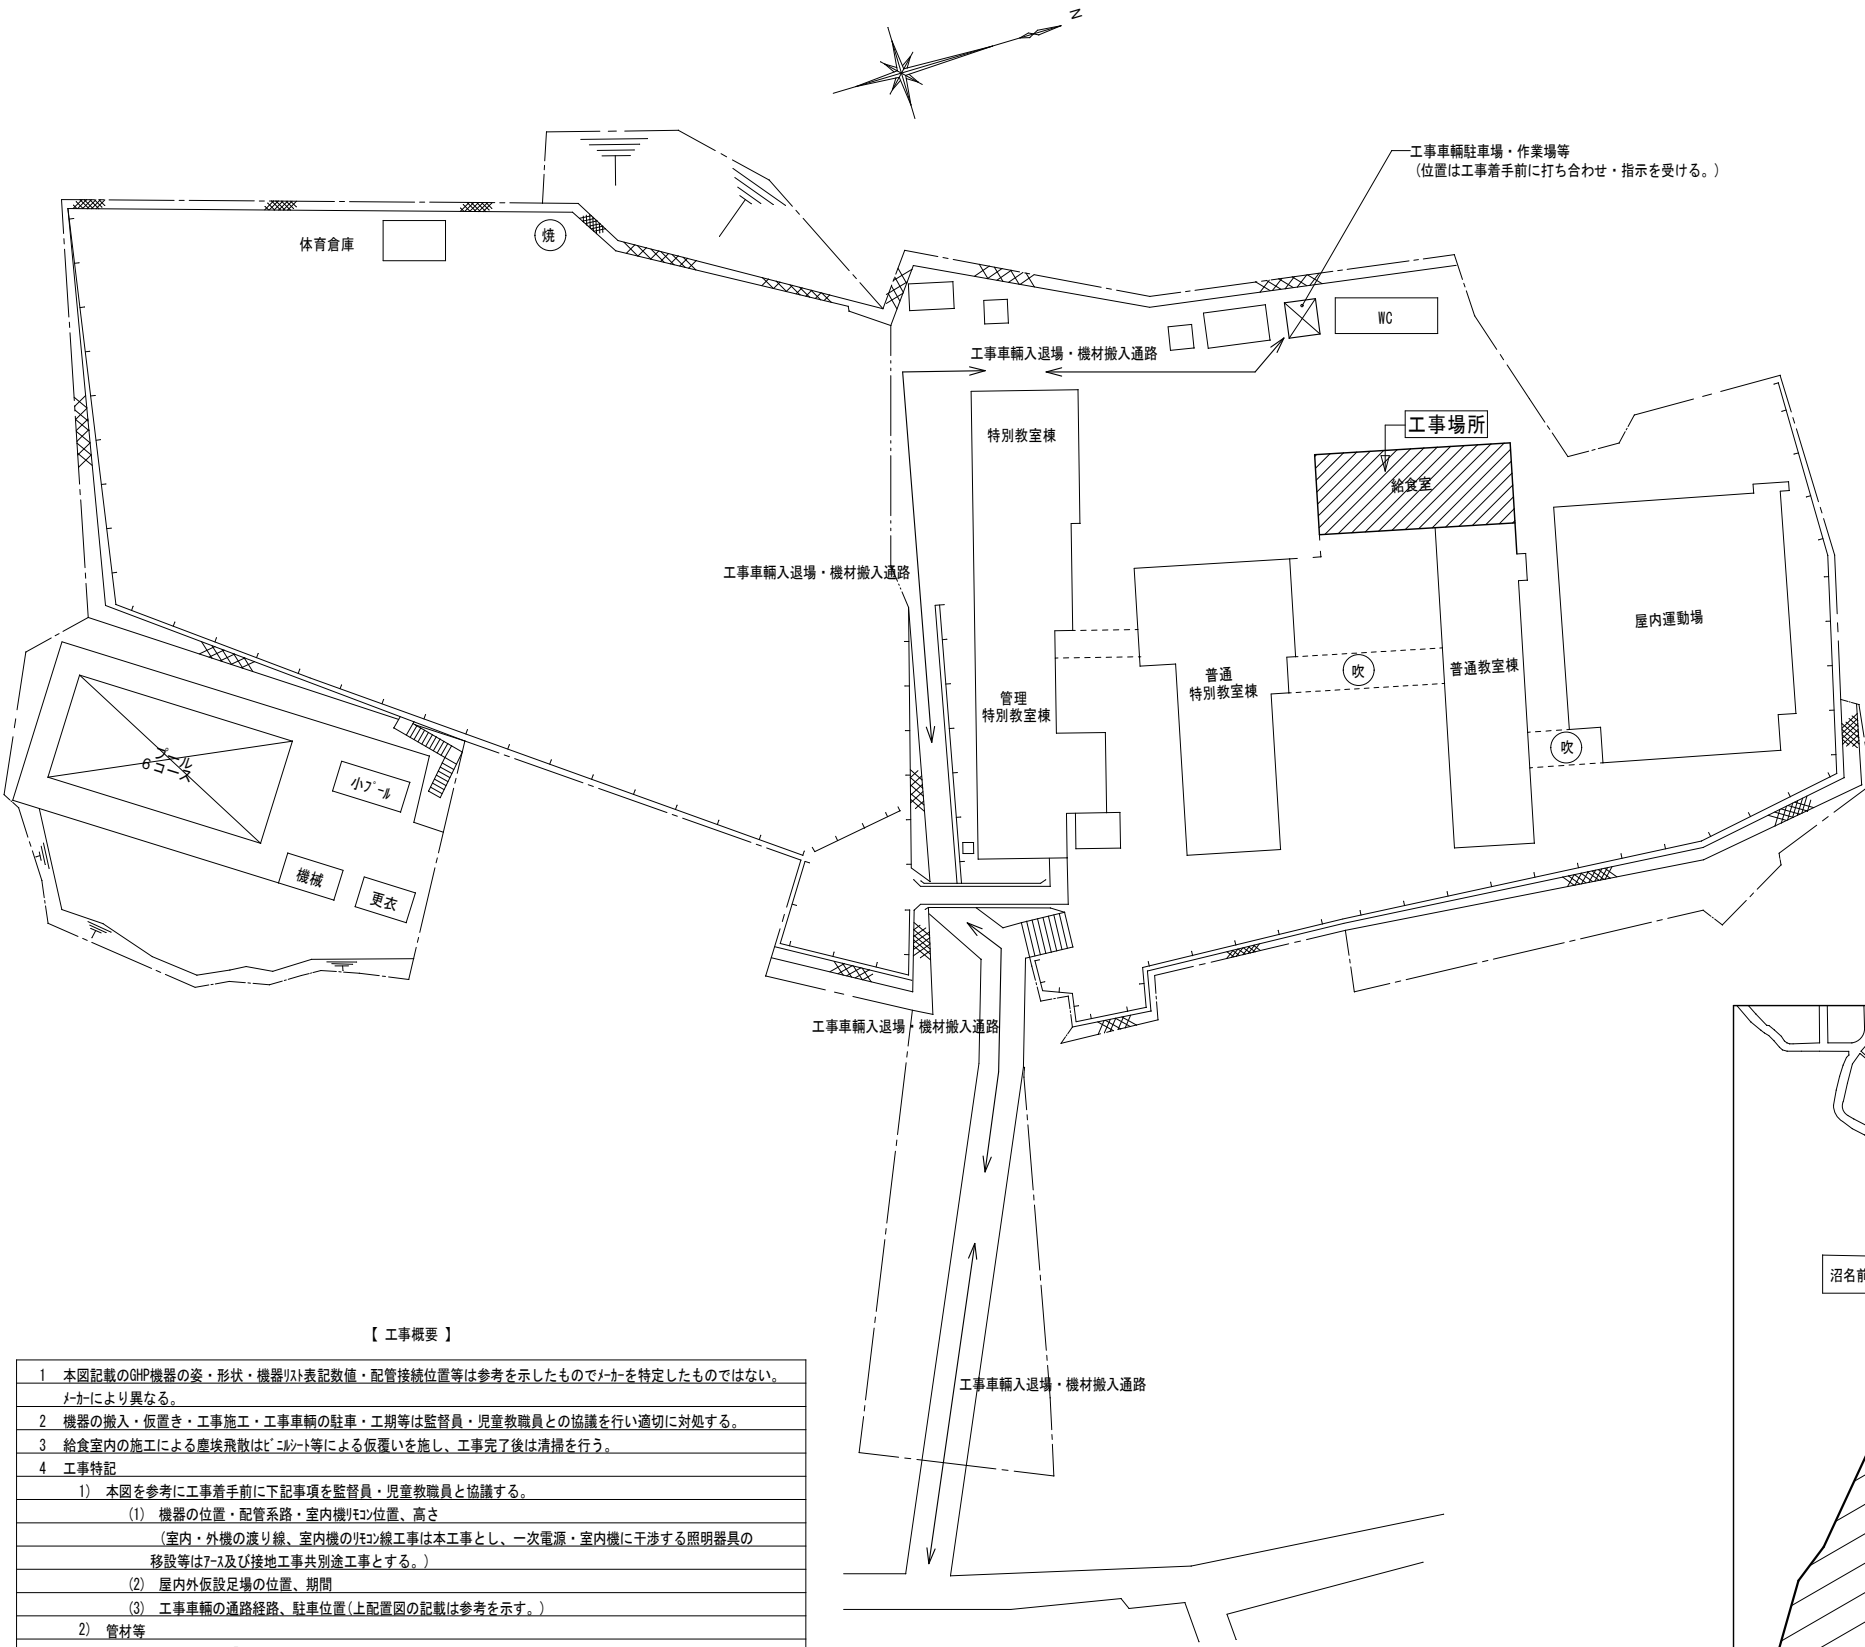 N
工事車輌駐車場・作業場等
(位置は工事着手前に打ち合わせ・指示を受ける。)
体育倉庫
焼
WC
工事車輌入退場・機材搬入通路
工事場所
特別教室棟
給食室
工事車輌入退場・機材搬入通路
屋内運動場
吹
普通教室棟
普通
特別教室棟
管理
特別教室棟
吹
プール
6コース
小プール
機械
更衣
工事車輌入退場・機材搬入通路
沼名前
【 工事概要 】
1 本図記載のGHP機器の姿・形状・機器リスト表記数値・配管接続位置等は参考を示したものでメーカーを特定したものではない。
メーカーにより異なる。
工事車輌入退場・機材搬入通路
2 機器の搬入・仮置き・工事施工・工事車輌の駐車・工期等は監督員・児童教職員との協議を行い適切に対処する。
3 給食室内の施工による塵埃飛散はビニルシート等による仮覆いを施し、工事完了後は清掃を行う。
4 工事特記
1) 本図を参考に工事着手前に下記事項を監督員・児童教職員と協議する。
(1) 機器の位置・配管系路・室内機リモコン位置、高さ
(室内・外機の渡り線、室内機のリモコン線工事は本工事とし、一次電源・室内機に干渉する照明器具の
移設等はアース及び接地工事共別途工事とする。)
(2) 屋内外仮設足場の位置、期間
(3) 工事車輌の通路経路、駐車位置(上配置図の記載は参考を示す。)
2) 管材等